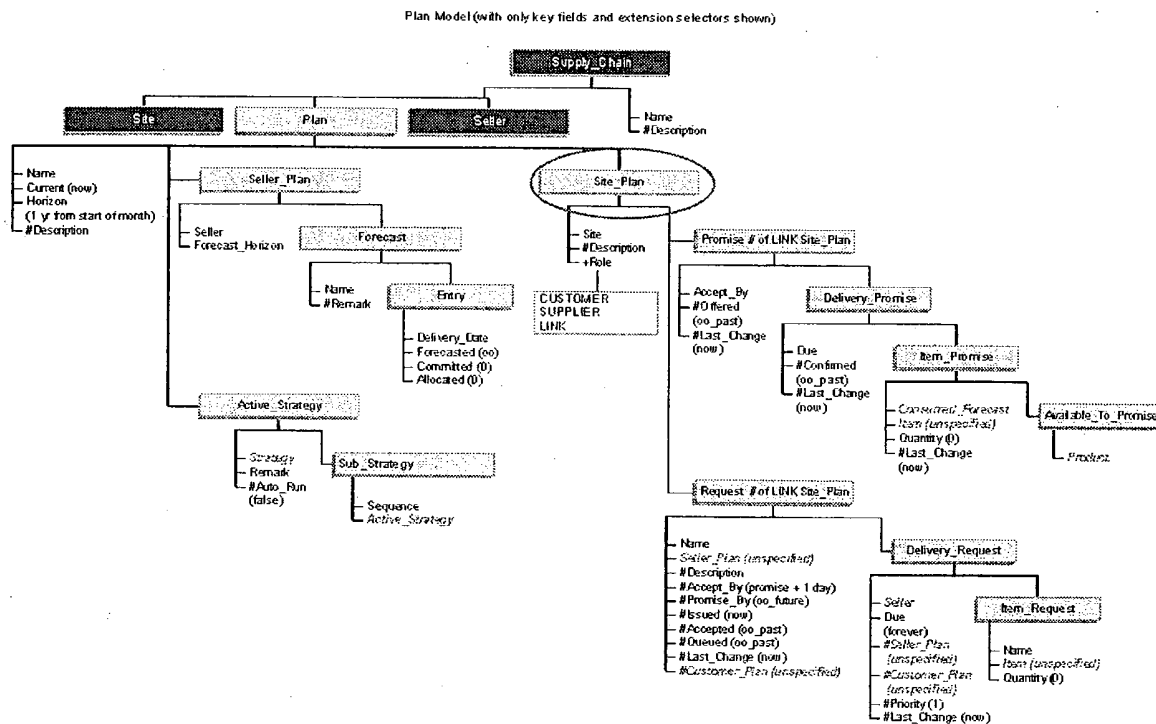 Plan Model (with only key fields and extension selectors shown)
Supply_Chain
Name
#Description
Site
Plan
Seller
Name
Current (now)
Horizon
(1 yr from start of month)
#Description
Seller_Plan
Seller
Forecast_Horizon
Forecast
Name
#Remark
Entry
Delivery_Date
Forecasted (oo)
Committed (0)
Allocated (0)
Active_Strategy
Strategy
Remark
#Auto_Run
(false)
Sub_Strategy
Sequence
Active_Strategy
Site_Plan
Site
#Description
+Role
CUSTOMER
SUPPLIER
LINK
Promise # of LINK Site_Plan
Accept_By
#Offered
(oo_past)
#Last_Change
(now)
Delivery_Promise
Due
#Confirmed
(oo_past)
#Last_Change
(now)
Item_Promise
Consumed_Forecast
Item (unspecified)
Quantity (0)
#Last_Change
(now)
Available_To_Promise
Product
Request # of LINK Site_Plan
Name
Seller_Plan (unspecified)
#Description
#Accept_By (promise + 1 day)
#Promise_By (oo_future)
#Issued (now)
#Accepted (oo_past)
#Queued (oo_past)
#Last_Change (now)
#Customer_Plan (unspecified)
Delivery_Request
Seller
Due
(forever)
#Seller_Plan
(unspecified)
#Customer_Plan
(unspecified)
#Priority (1)
#Last_Change (now)
Item_Request
Name
Item (unspecified)
Quantity (0)